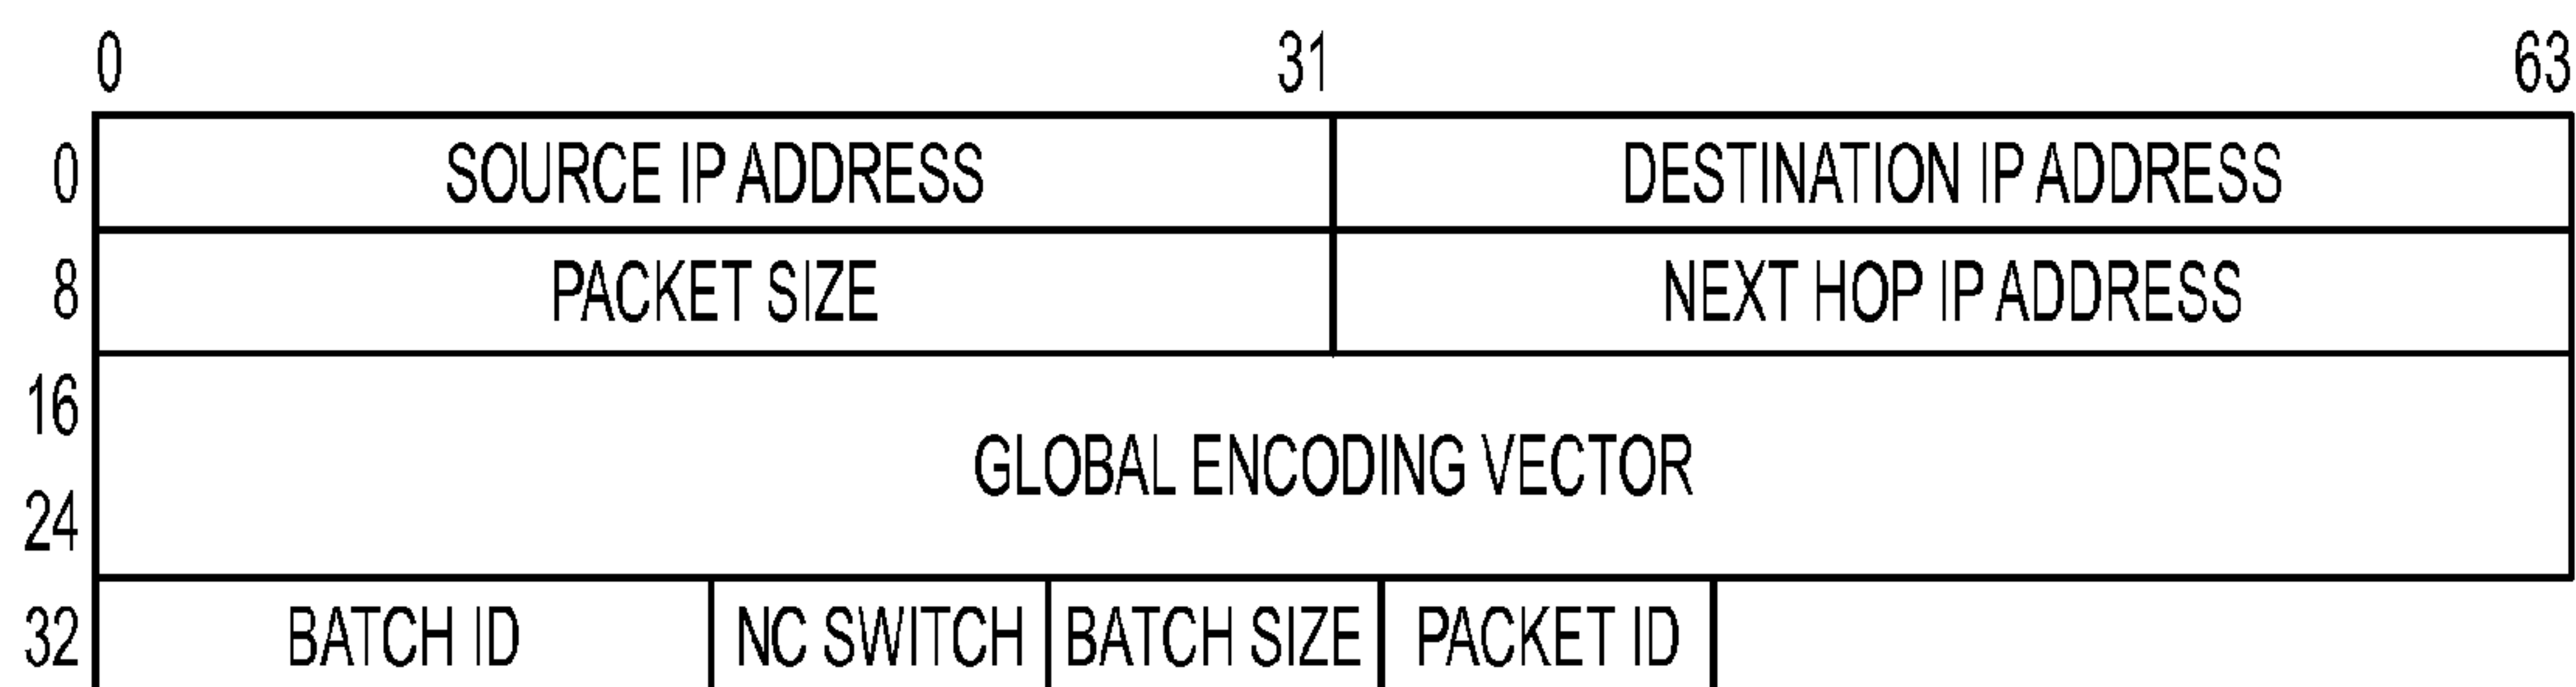 0 31 63
0 SOURCE IP ADDRESS DESTINATION IP ADDRESS
8 PACKET SIZE NEXT HOP IP ADDRESS
16
GLOBAL ENCODING VECTOR
24
32 BATCH ID NC SWITCH BATCH SIZE PACKET ID